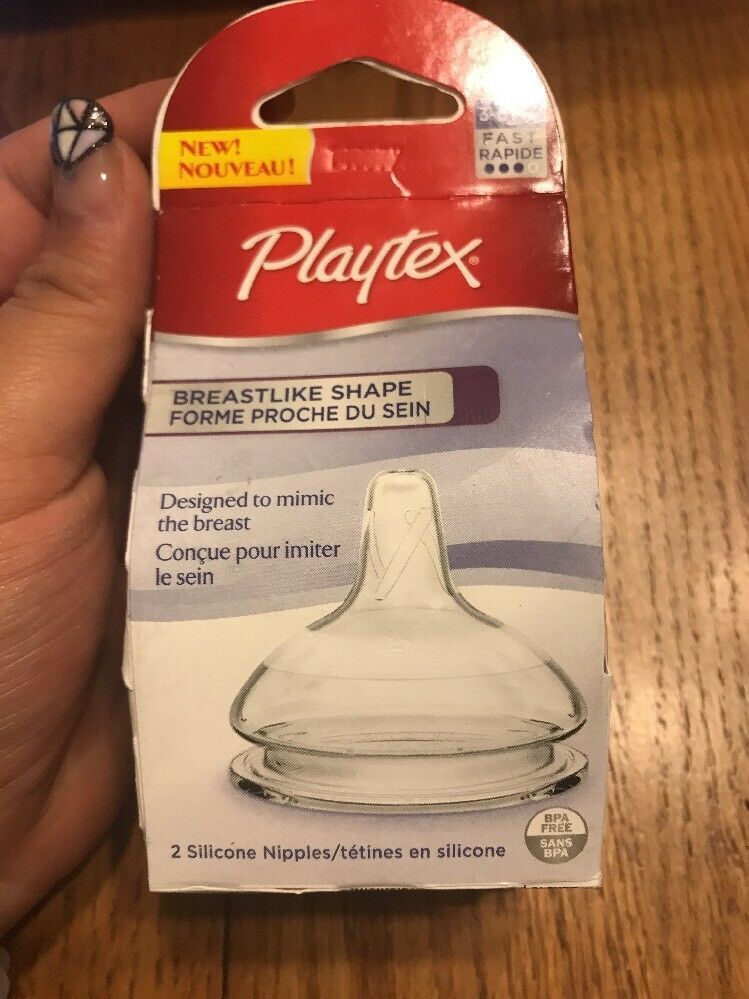 NEW!
NOUVEAU!
FAST
RAPIDE
Playtex®
BREASTLIKE SHAPE
FORME PROCHE DU SEIN
Designed to mimic
the breast
Conçue pour imiter
le sein
2 Silicone Nipples/tétines en silicone
BPA
FREE
SANS
BPA